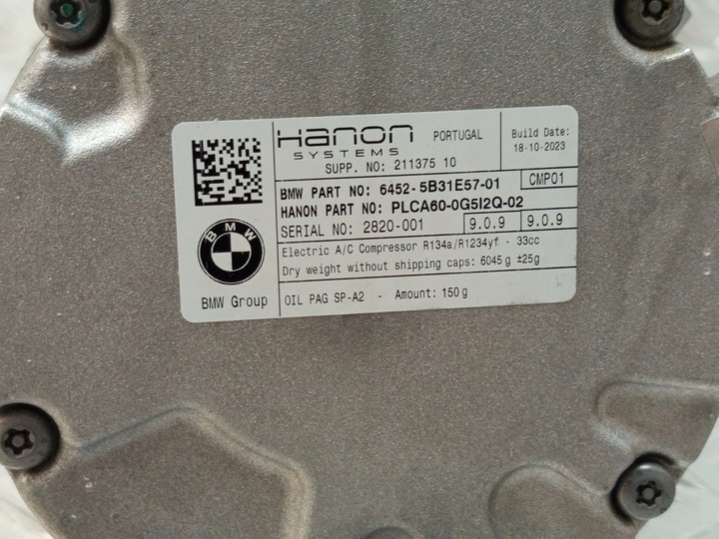 Hanon
SYSTEMS
PORTUGAL
Build Date:
18-10-2023
SUPP. NO: 211375 10
BMW PART NO: 6452-5B31E57-01
CMP01
HANON PART NO: PLCA60-0G5I2Q-02
SERIAL NO: 2820-001
9.0.9
9.0.9
Electric A/C Compressor R134a/R1234yf - 33cc
Dry weight without shipping caps: 6045g ±25g
BMW
BMW Group
OIL PAG SP-A2 - Amount: 150g